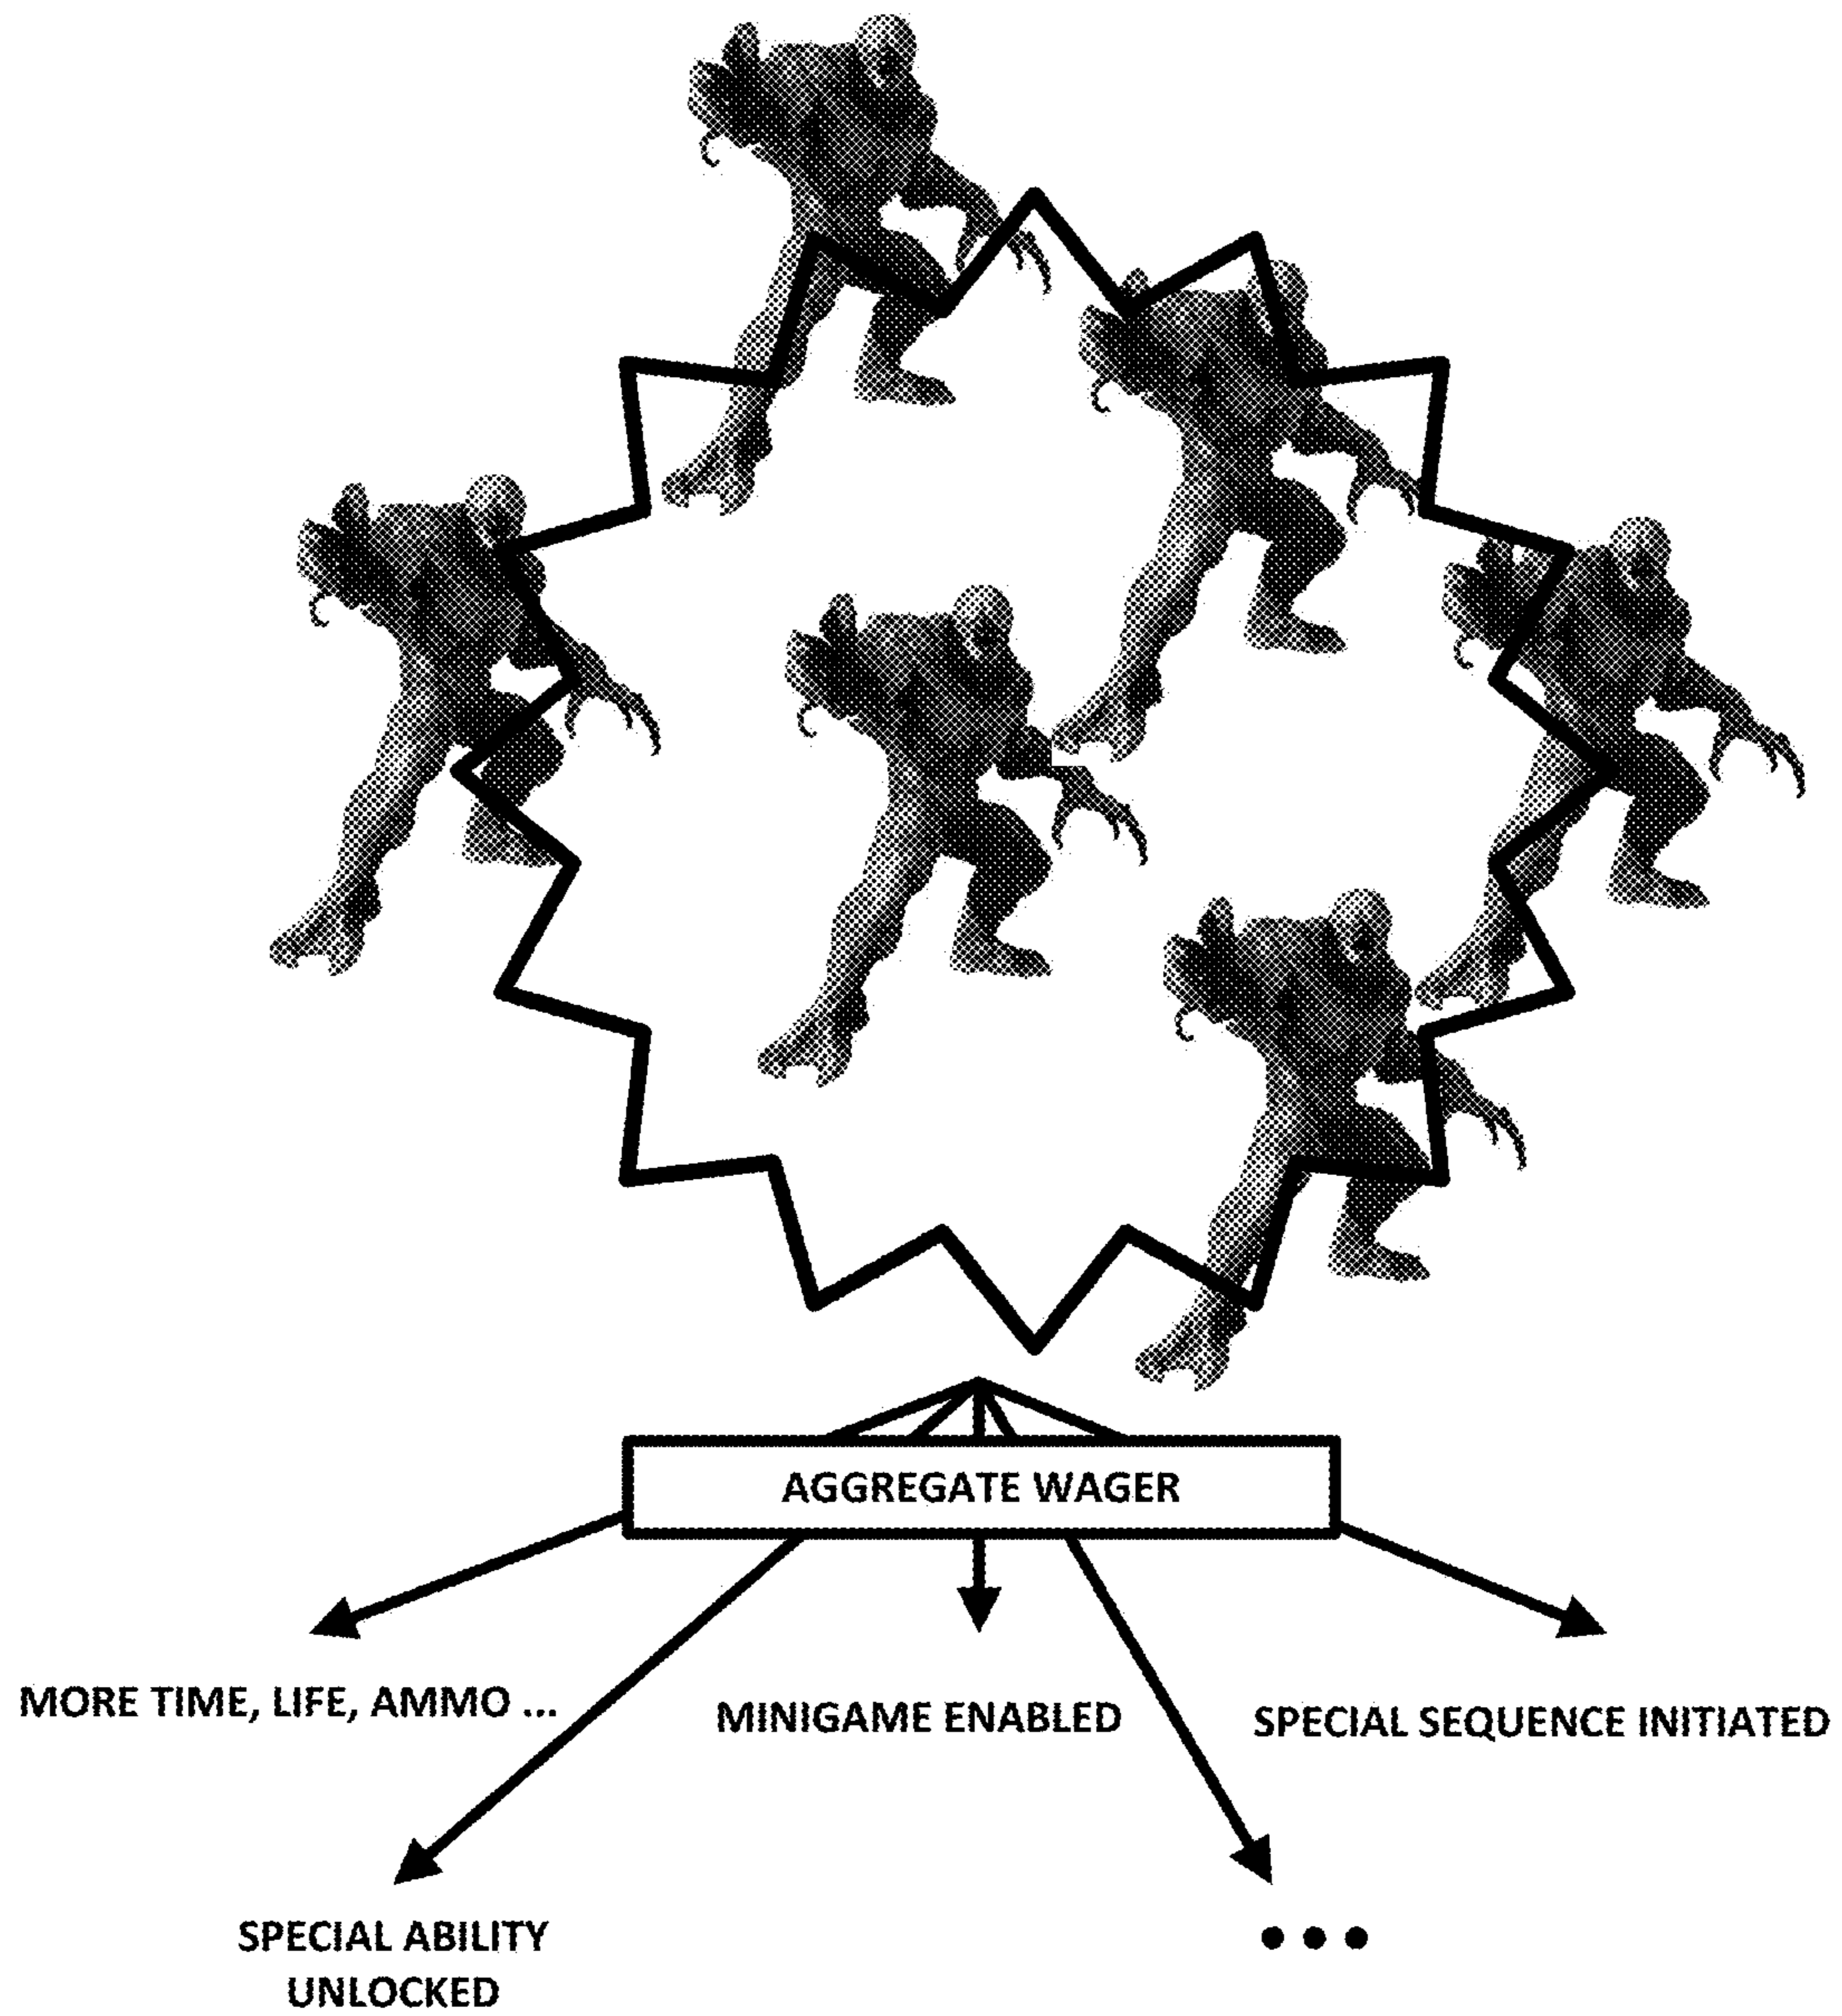 AGGREGATE WAGER
MORE TIME, LIFE, AMMO ...
MINIGAME ENABLED
SPECIAL SEQUENCE INITIATED
SPECIAL ABILITY
UNLOCKED
• • •